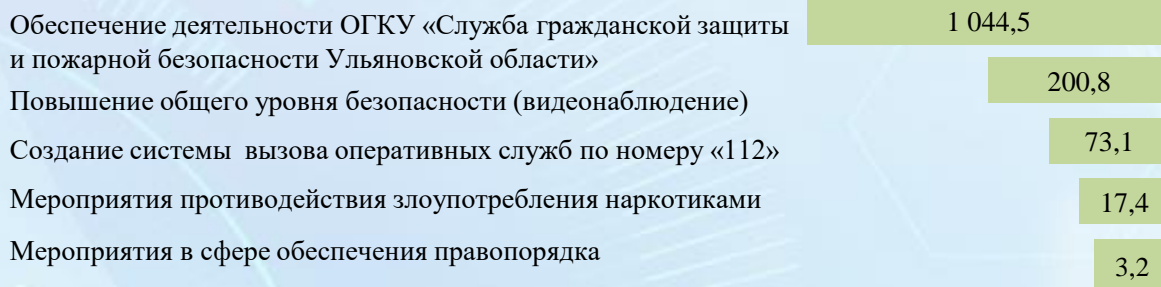 Обеспечение деятельности ОГКУ «Служба гражданской защиты
и пожарной безопасности Ульяновской области»
1 044,5
Повышение общего уровня безопасности (видеонаблюдение)
200,8
Создание системы вызова оперативных служб по номеру «112»
73,1
Мероприятия противодействия злоупотребления наркотиками
17,4
Мероприятия в сфере обеспечения правопорядка
3,2